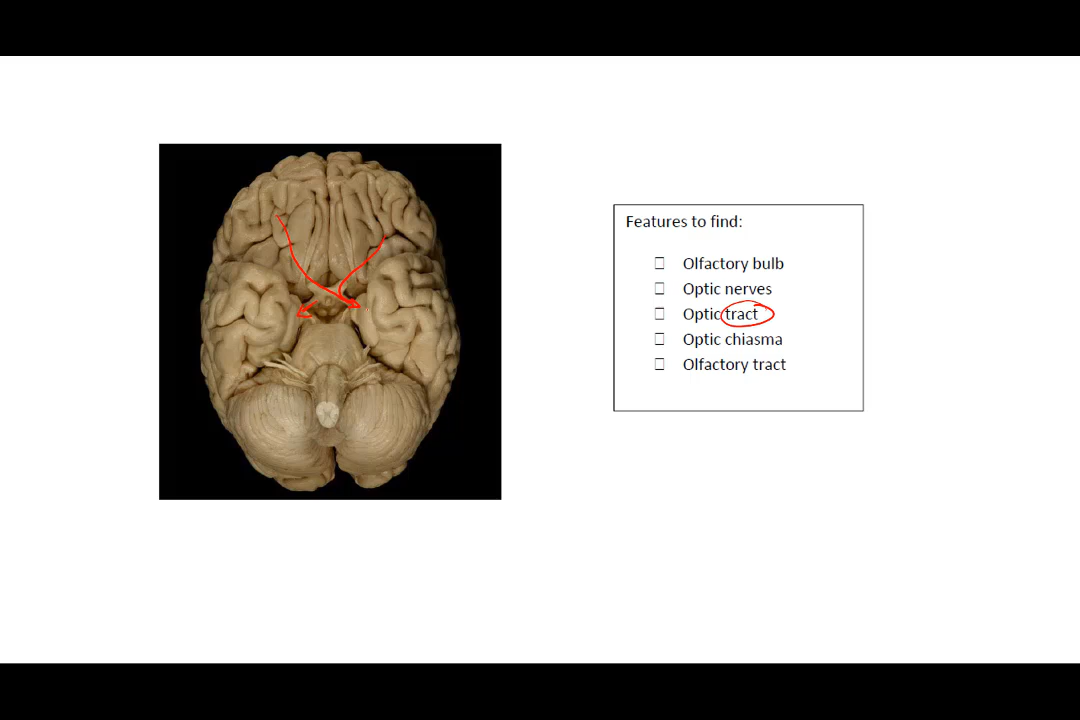 Features to find:
Olfactory bulb
Optic nerves
Optic tract
Optic chiasma
Olfactory tract